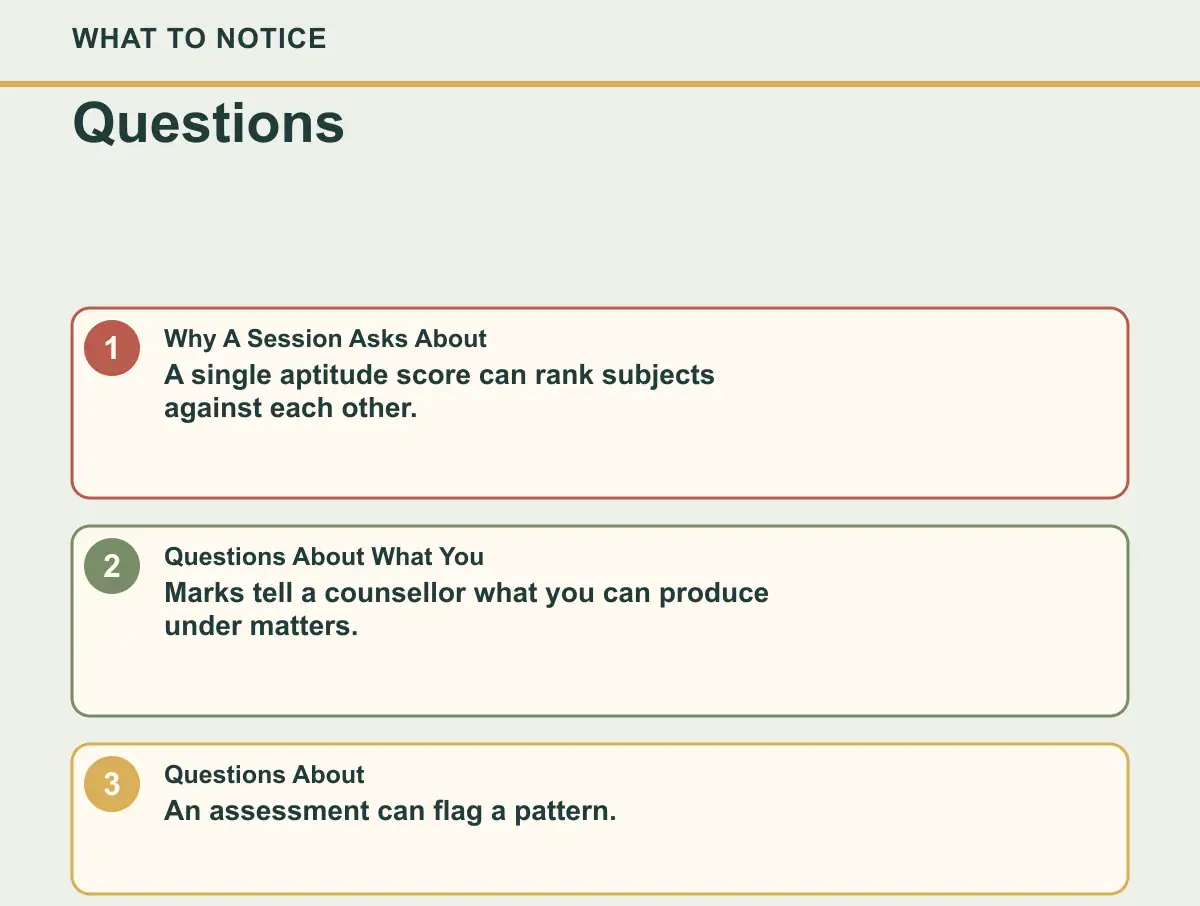 WHAT TO NOTICE
Questions
1
Why A Session Asks About
A single aptitude score can rank subjects
against each other.
2
Questions About What You
Marks tell a counsellor what you can produce
under matters.
3
Questions About
An assessment can flag a pattern.